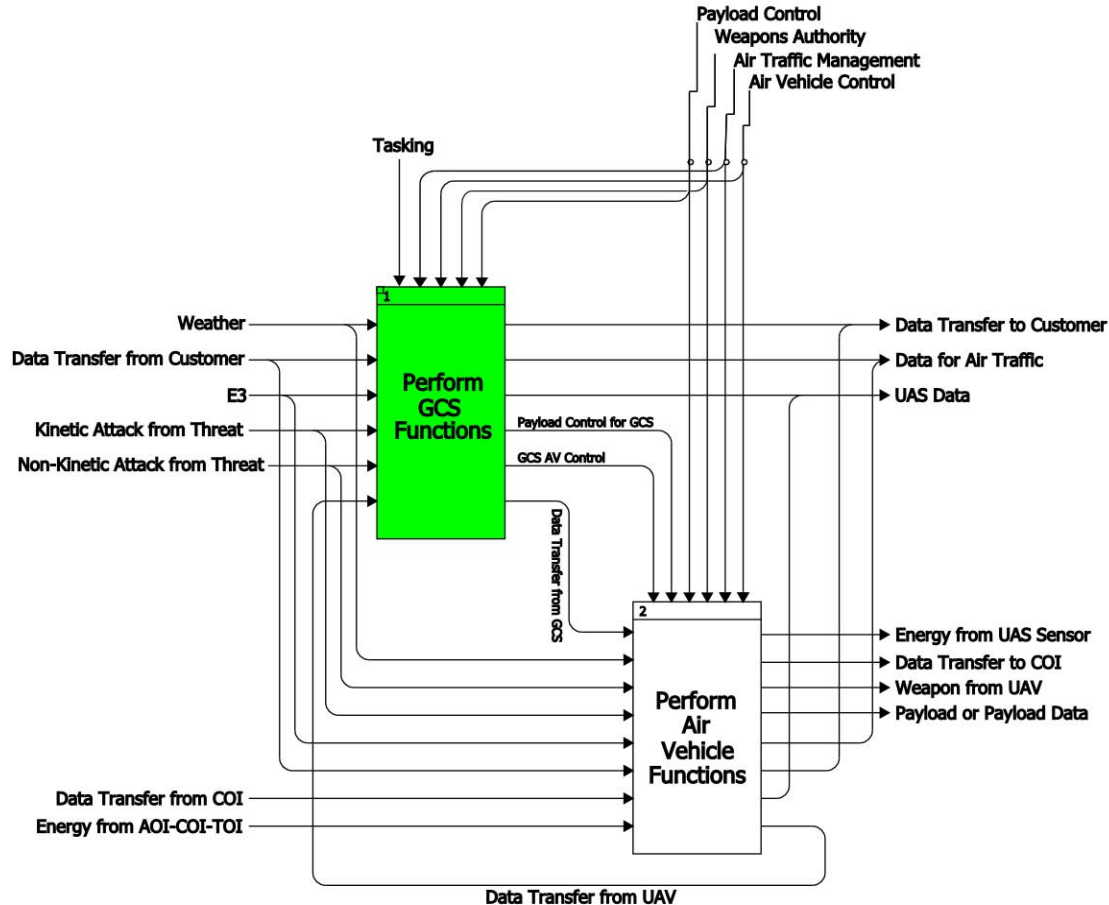 Payload Control
Weapons Authority
Air Traffic Management
Air Vehicle Control
Tasking
1
Weather
Data Transfer from Customer
E3
Kinetic Attack from Threat
Non-Kinetic Attack from Threat
Perform
GCS
Functions
Data Transfer to Customer
Data for Air Traffic
UAS Data
Payload Control for GCS
GCS AV Control
Data Transfer from GCS
2
Perform
Air
Vehicle
Functions
Energy from UAS Sensor
Data Transfer to COI
Weapon from UAV
Payload or Payload Data
Data Transfer from COI
Energy from AOI-COI-TOI
Data Transfer from UAV